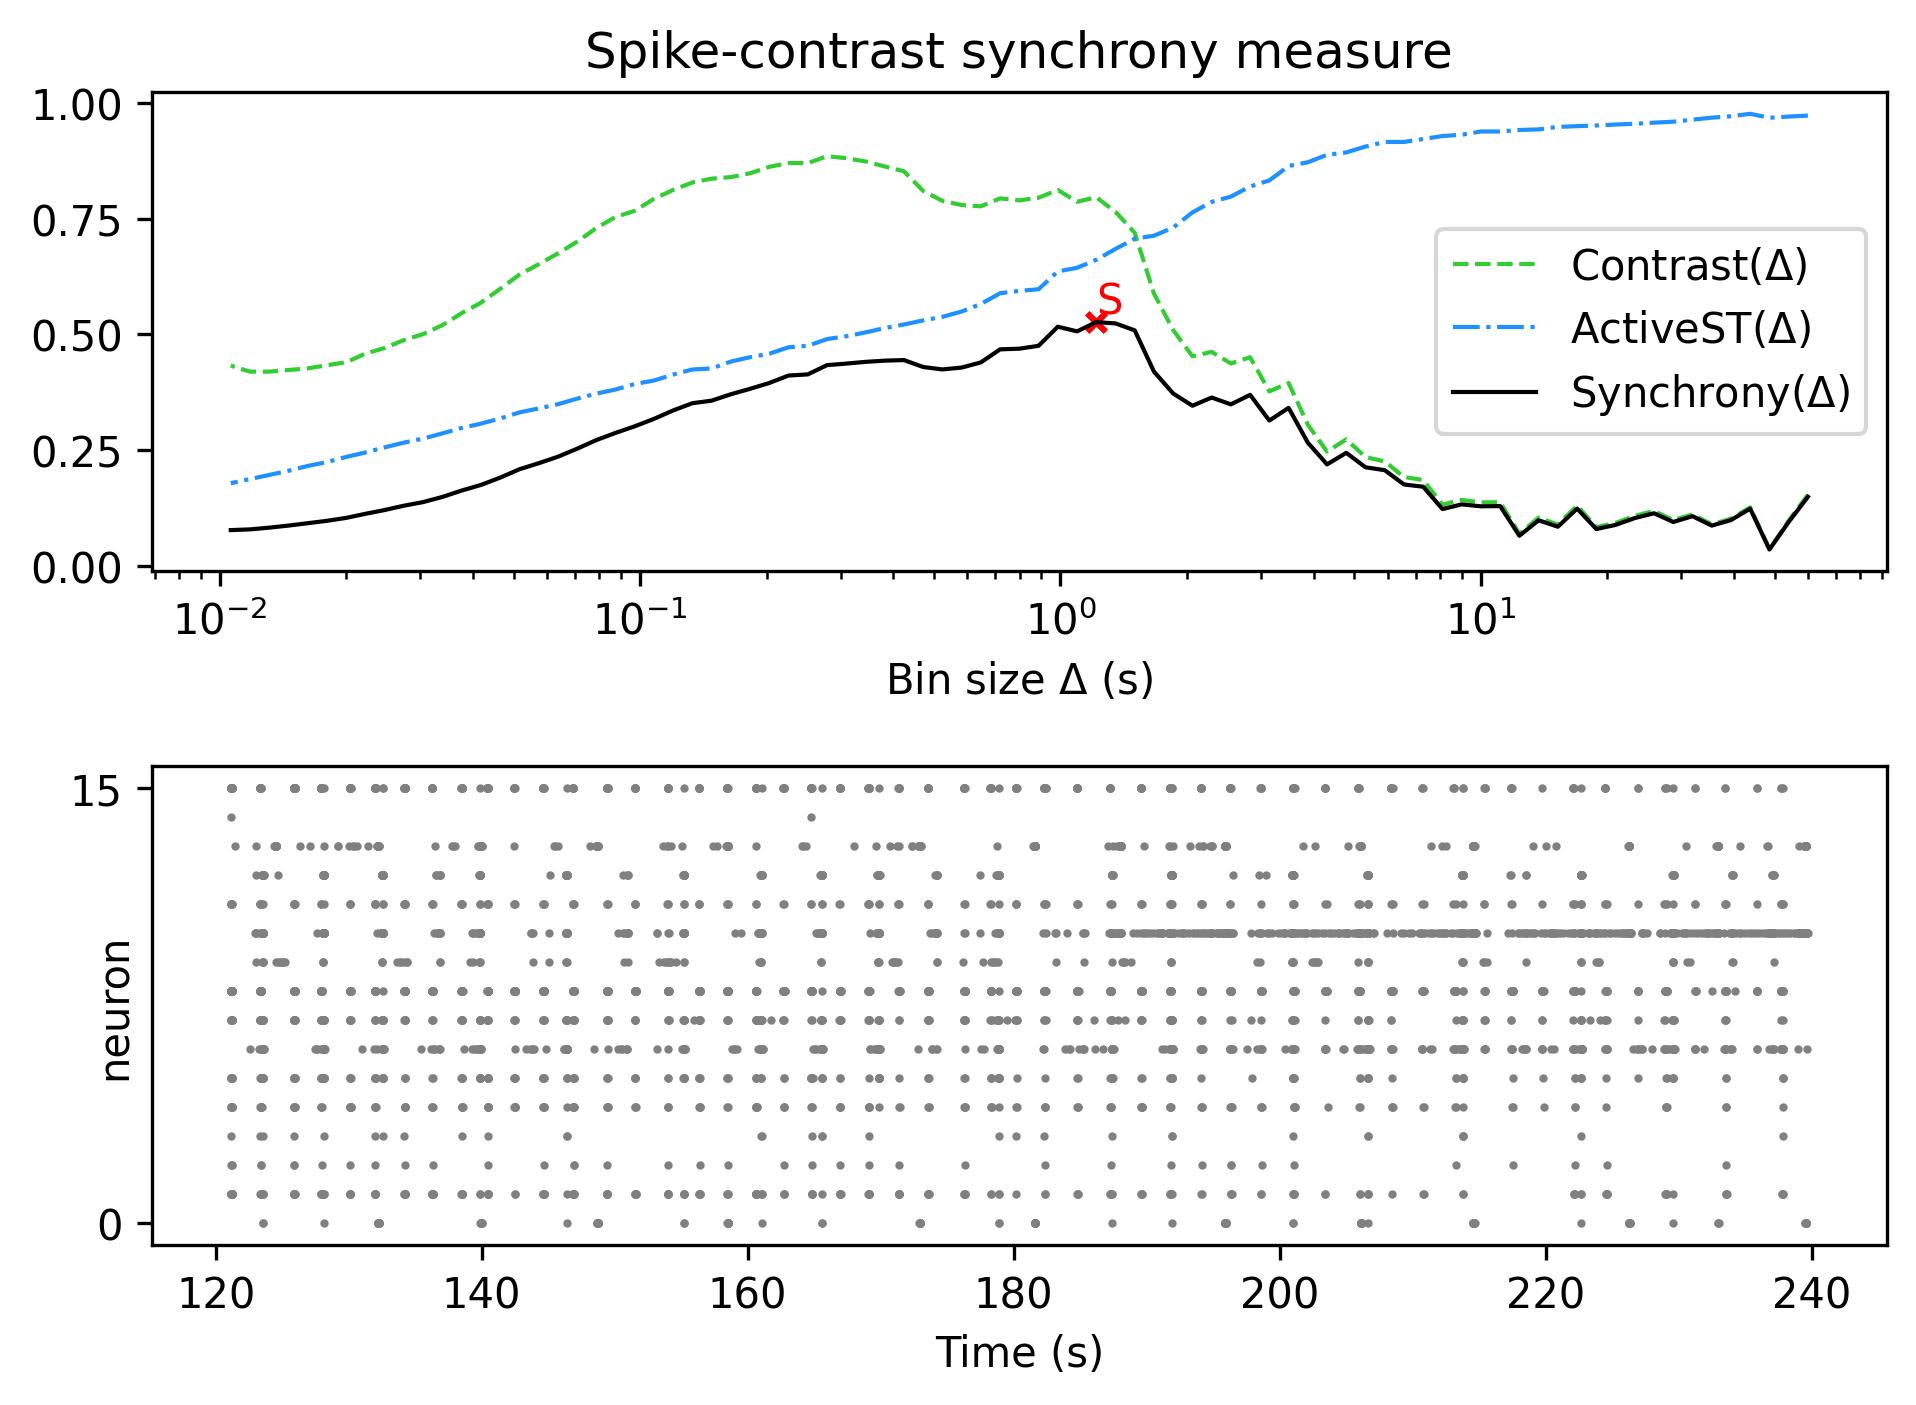 Spike-contrast synchrony measure
1.00
0.75
0.50
0.25
0.00
S
Contrast(Δ)
ActiveST(Δ)
Synchrony(Δ)
10⁻² 10⁻¹ 10⁰ 10¹
Bin size Δ (s)
15
neuron
0
120 140 160 180 200 220 240
Time (s)